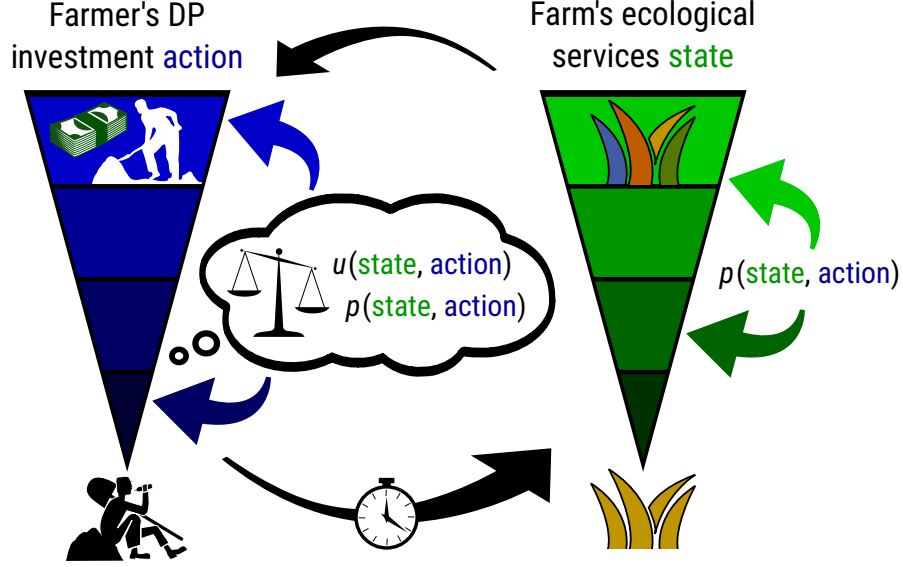 Farmer's DP
investment action
Farm's ecological
services state
u(state, action)
p(state, action)
p(state, action)